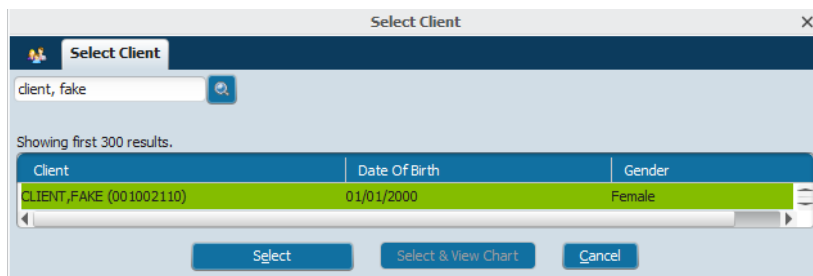 Select Client
Select Client
client, fake
Showing first 300 results.
Client Date Of Birth Gender
CLIENT,FAKE (001002110) 01/01/2000 Female
Select Select & View Chart Cancel